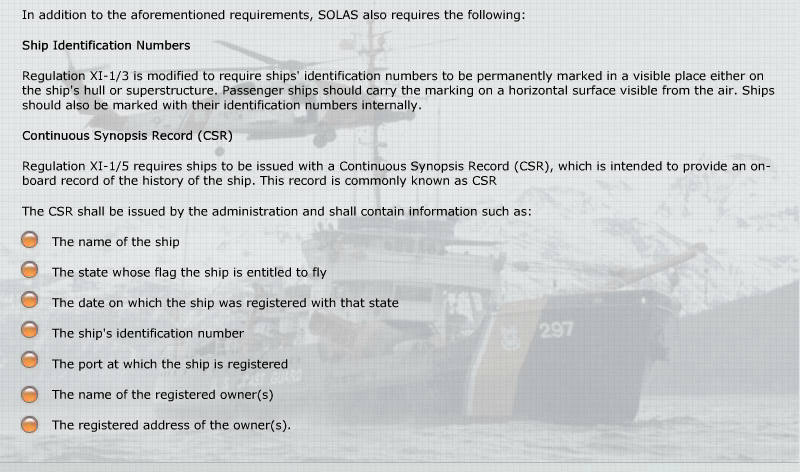 In addition to the aforementioned requirements, SOLAS also requires the following:
Ship Identification Numbers
Regulation XI-1/3 is modified to require ships' identification numbers to be permanently marked in a visible place either on
the ship's hull or superstructure. Passenger ships should carry the marking on a horizontal surface visible from the air. Ships
should also be marked with their identification numbers internally.
Continuous Synopsis Record (CSR)
Regulation XI-1/5 requires ships to be issued with a Continuous Synopsis Record (CSR), which is intended to provide an on-
board record of the history of the ship. This record is commonly known as CSR
The CSR shall be issued by the administration and shall contain information such as:
The name of the ship
The state whose flag the ship is entitled to fly
The date on which the ship was registered with that state
The ship's identification number
297
The port at which the ship is registered
COAST GUARD
The name of the registered owner(s)
The registered address of the owner(s).